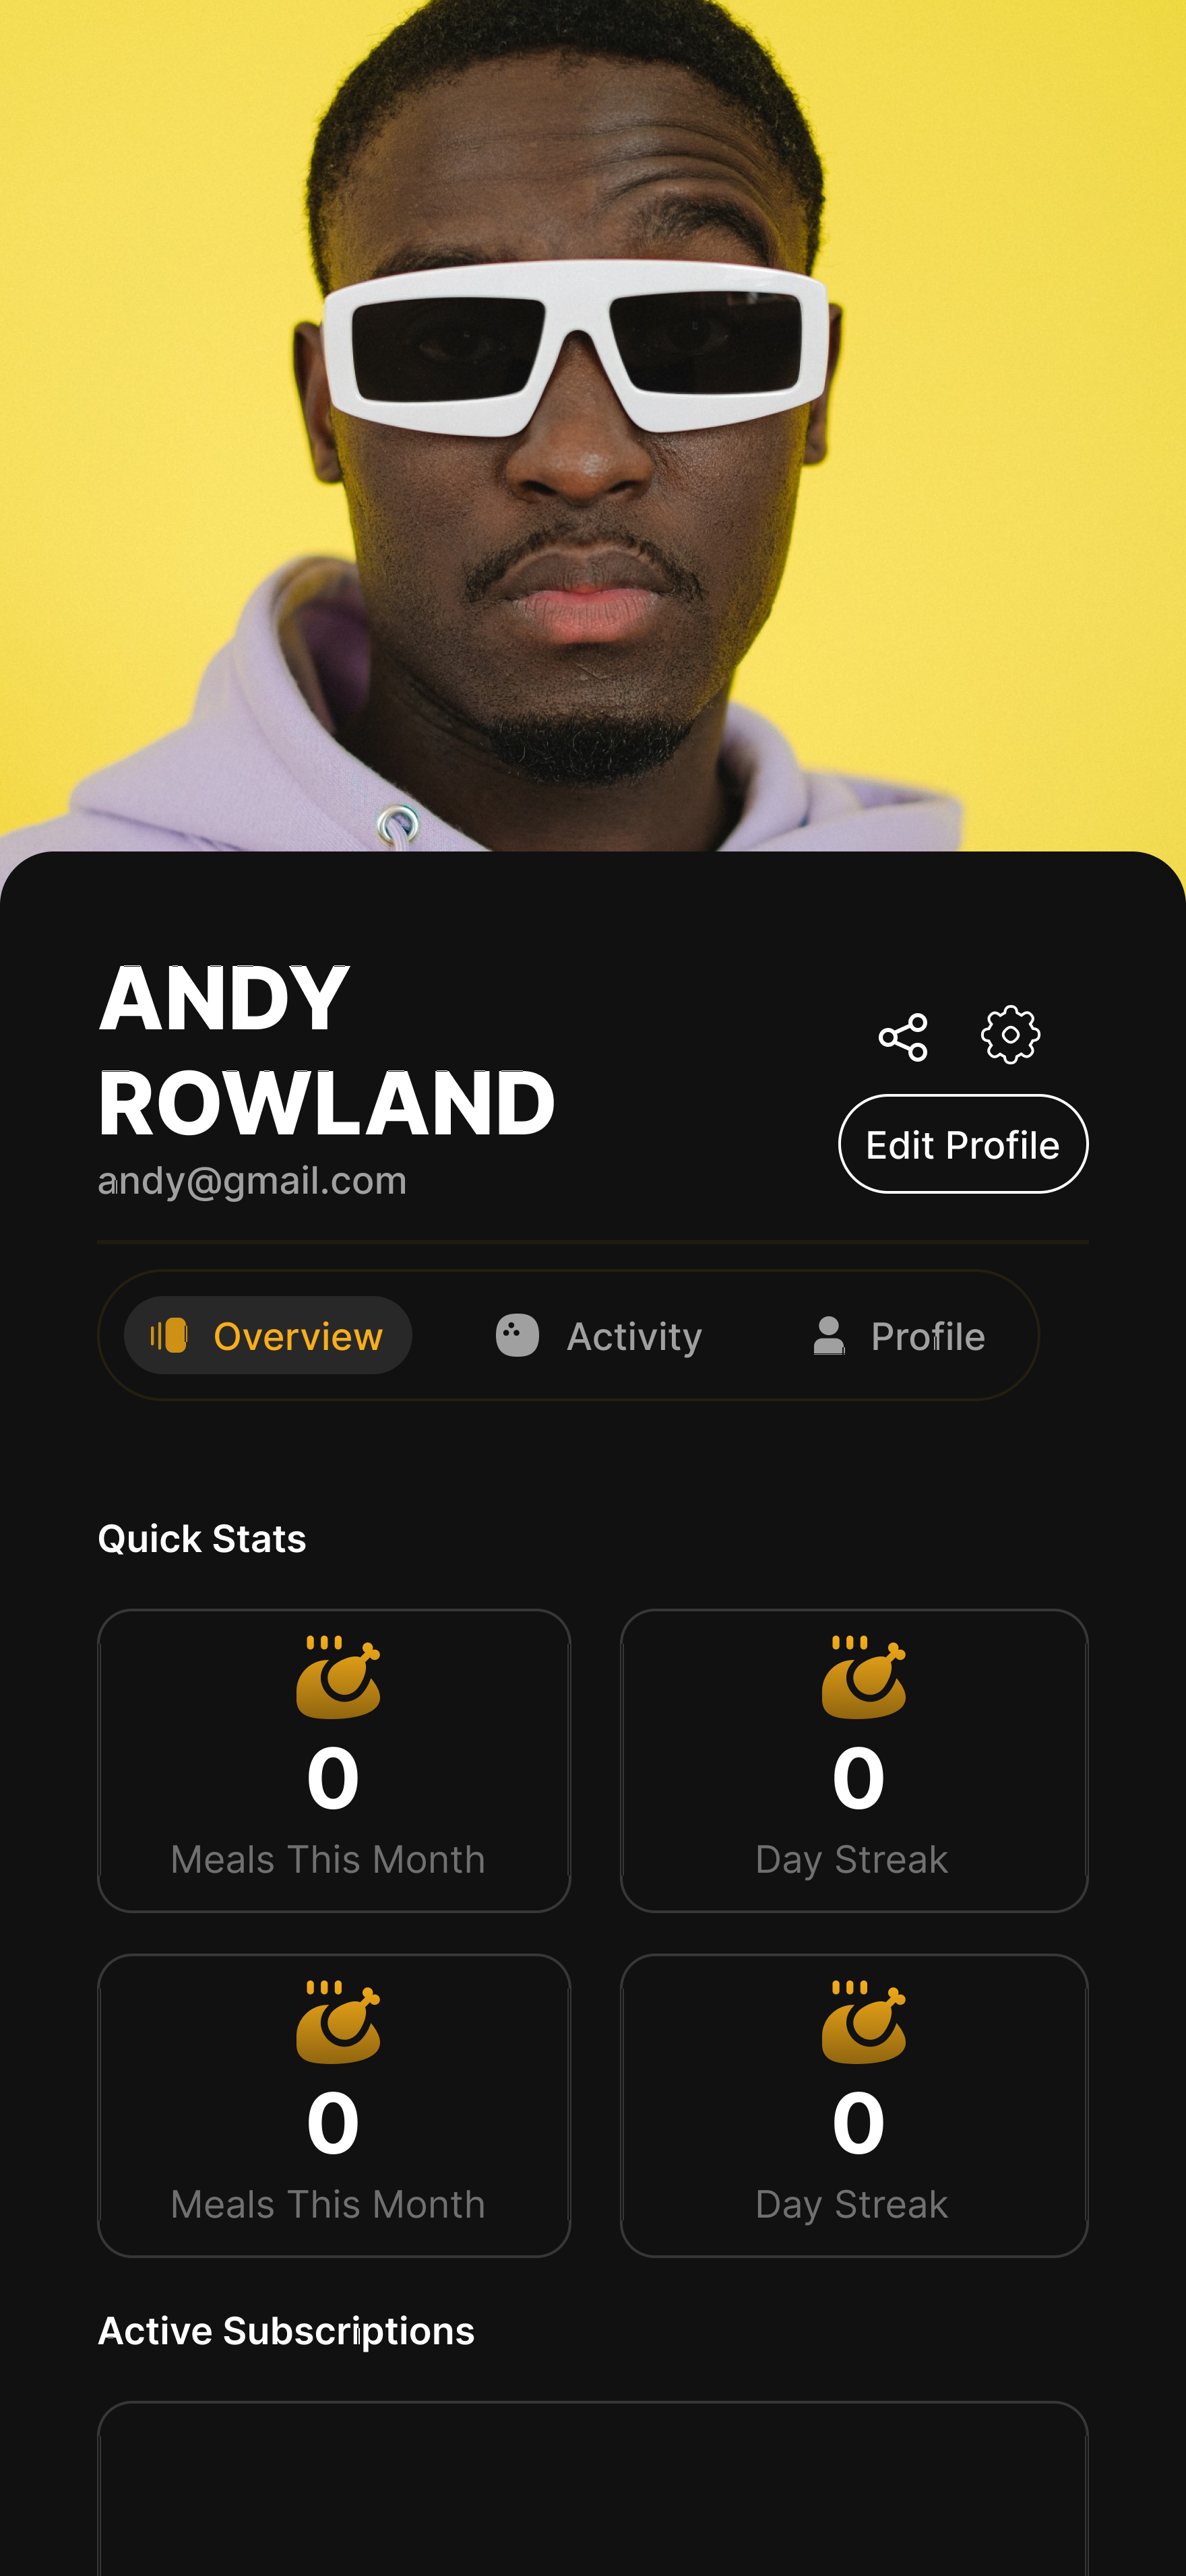 ANDY
ROWLAND
andy@gmail.com
Edit Profile
Overview
Activity
Profile
Quick Stats
0
Meals This Month
0
Day Streak
0
Meals This Month
0
Day Streak
Active Subscriptions